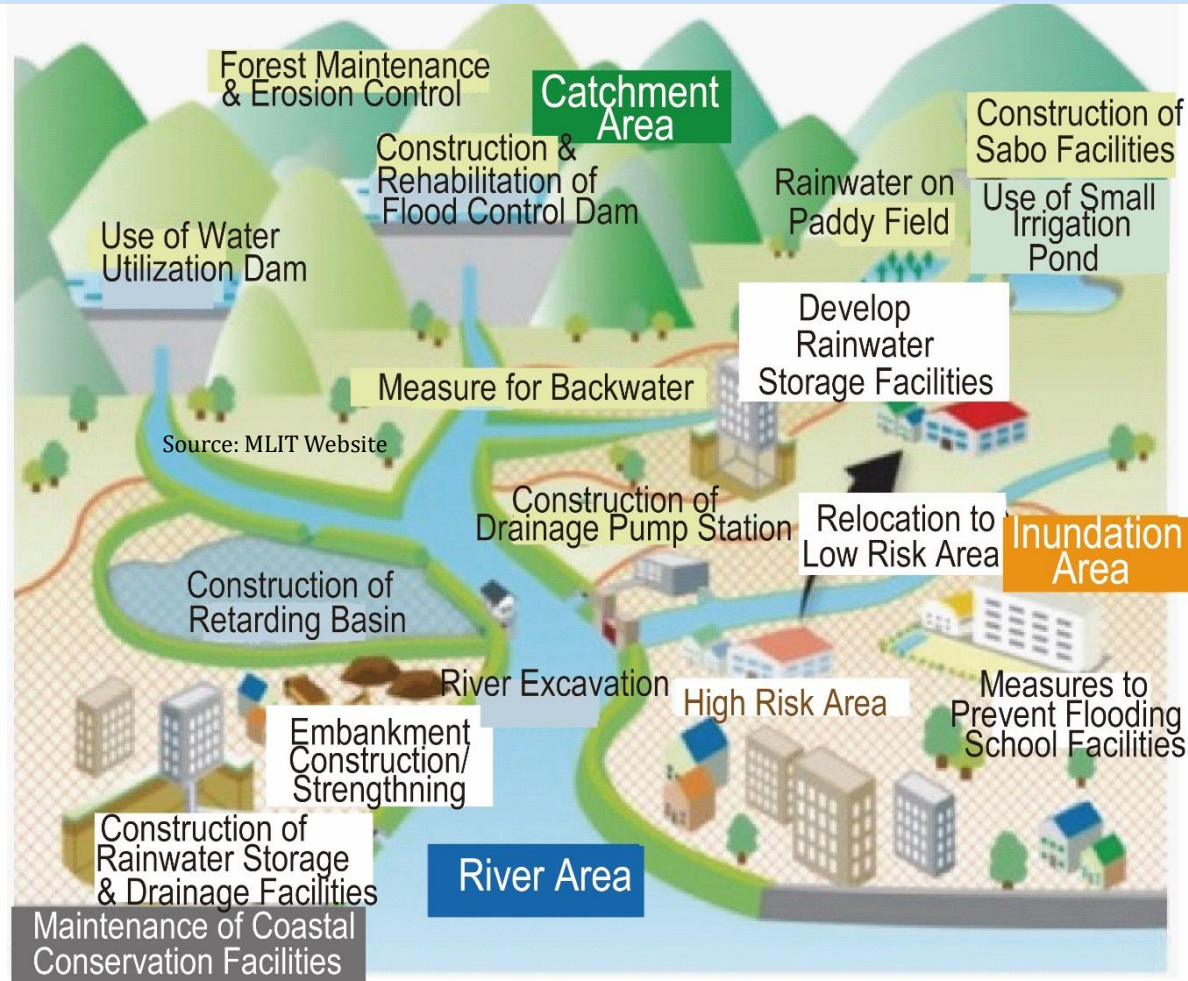 Forest Maintenance
& Erosion Control
Catchment
Area
Construction of
Sabo Facilities
Construction &
Rehabilitation of
Flood Control Dam
Rainwater on
Paddy Field
Use of Small
Irrigation
Pond
Use of Water
Utilization Dam
Develop
Rainwater
Storage Facilities
Measure for Backwater
Source: MLIT Website
Construction of
Drainage Pump Station
Relocation to
Low Risk Area
Inundation
Area
Construction of
Retarding Basin
River Excavation
High Risk Area
Measures to
Prevent Flooding
School Facilities
Embankment
Construction/
Strengthning
Construction of
Rainwater Storage
& Drainage Facilities
River Area
Maintenance of Coastal
Conservation Facilities